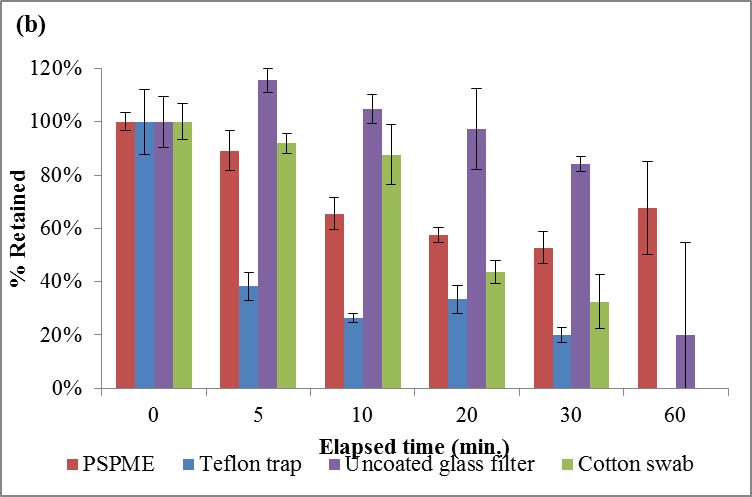 (b)
120%
100%
80%
60%
40%
20%
0%
% Retained
0 5 10 20 30 60
Elapsed time (min.)
PSPME Teflon trap Uncoated glass filter Cotton swab